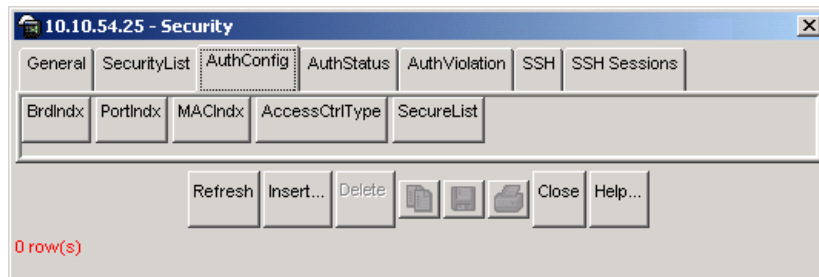 10.10.54.25 - Security
General SecurityList AuthConfig AuthStatus AuthViolation SSH SSH Sessions
BrdIndx PortIndx MACIndx AccessCtrlType SecureList
Refresh Insert... Delete Close Help...
0 row(s)